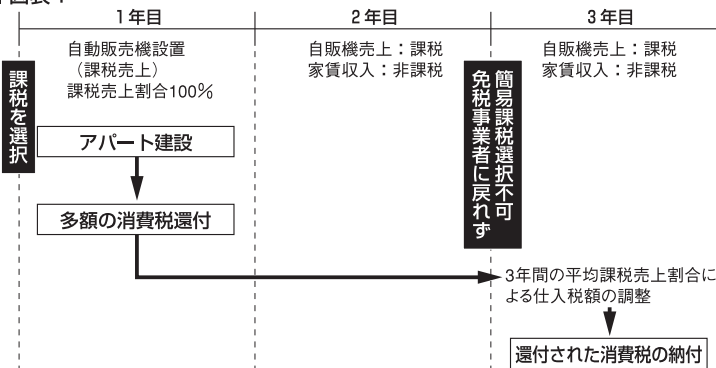 1年目
2年目
3年目
課税を選択
自動販売機設置
（課税売上）
課税売上割合100％
アパート建設
多額の消費税還付
自販機売上：課税
家賃収入：非課税
簡易課税選択不可
免税事業者に戻れず
自販機売上：課税
家賃収入：非課税
3年間の平均課税売上割合に
よる仕入税額の調整
還付された消費税の納付